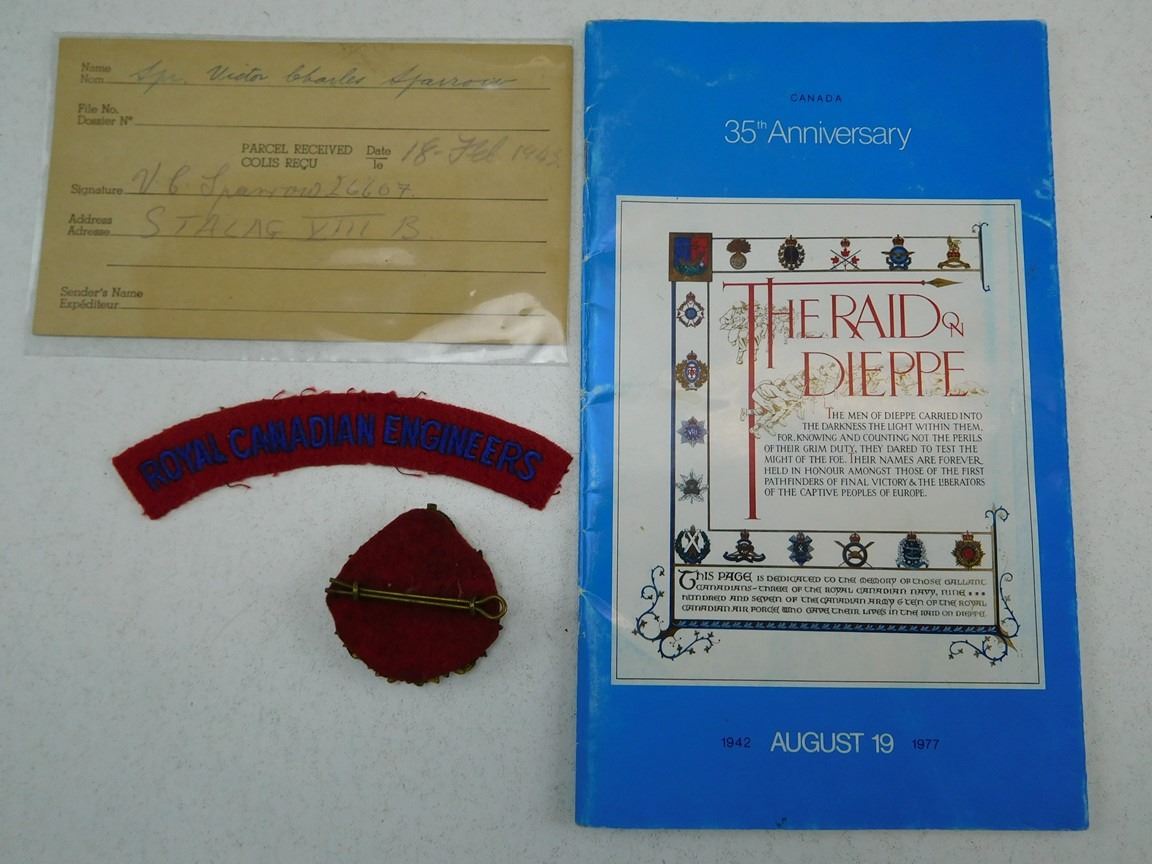 Name Spr. Victor Charles Sparrow
Nom
File No.
Dossier N°
PARCEL RECEIVED Date 18-Feb 1943
COLIS REÇU le
Signature V. C. Sparrow 26607.
Address STALAG VIII B
Adresse
Sender's Name
Expéditeur
ROYAL CANADIAN ENGINEERS
CANADA
35th Anniversary
THE RAID ON
DIEPPE
THE MEN OF DIEPPE CARRIED INTO
THE DARKNESS THE LIGHT WITHIN THEM,
FOR, KNOWING AND COUNTING NOT THE PERILS
OF THEIR GRIM DUTY, THEY DARED TO TEST THE
MIGHT OF THE FOE. THEIR NAMES ARE FOREVER
HELD IN HONOUR AMONGST THOSE OF THE FIRST
PATHFINDERS OF FINAL VICTORY & THE LIBERATORS
OF THE CAPTIVE PEOPLES OF EUROPE.
THIS PAGE IS DEDICATED TO THE MEMORY OF THOSE GALLANT
CANADIANS-THREE OF THE ROYAL CANADIAN NAVY, NINE
HUNDRED AND SEVEN OF THE CANADIAN ARMY & TEN OF THE ROYAL
CANADIAN AIR FORCE WHO GAVE THEIR LIVES IN THE RAID ON DIEPPE.
1942 AUGUST 19 1977